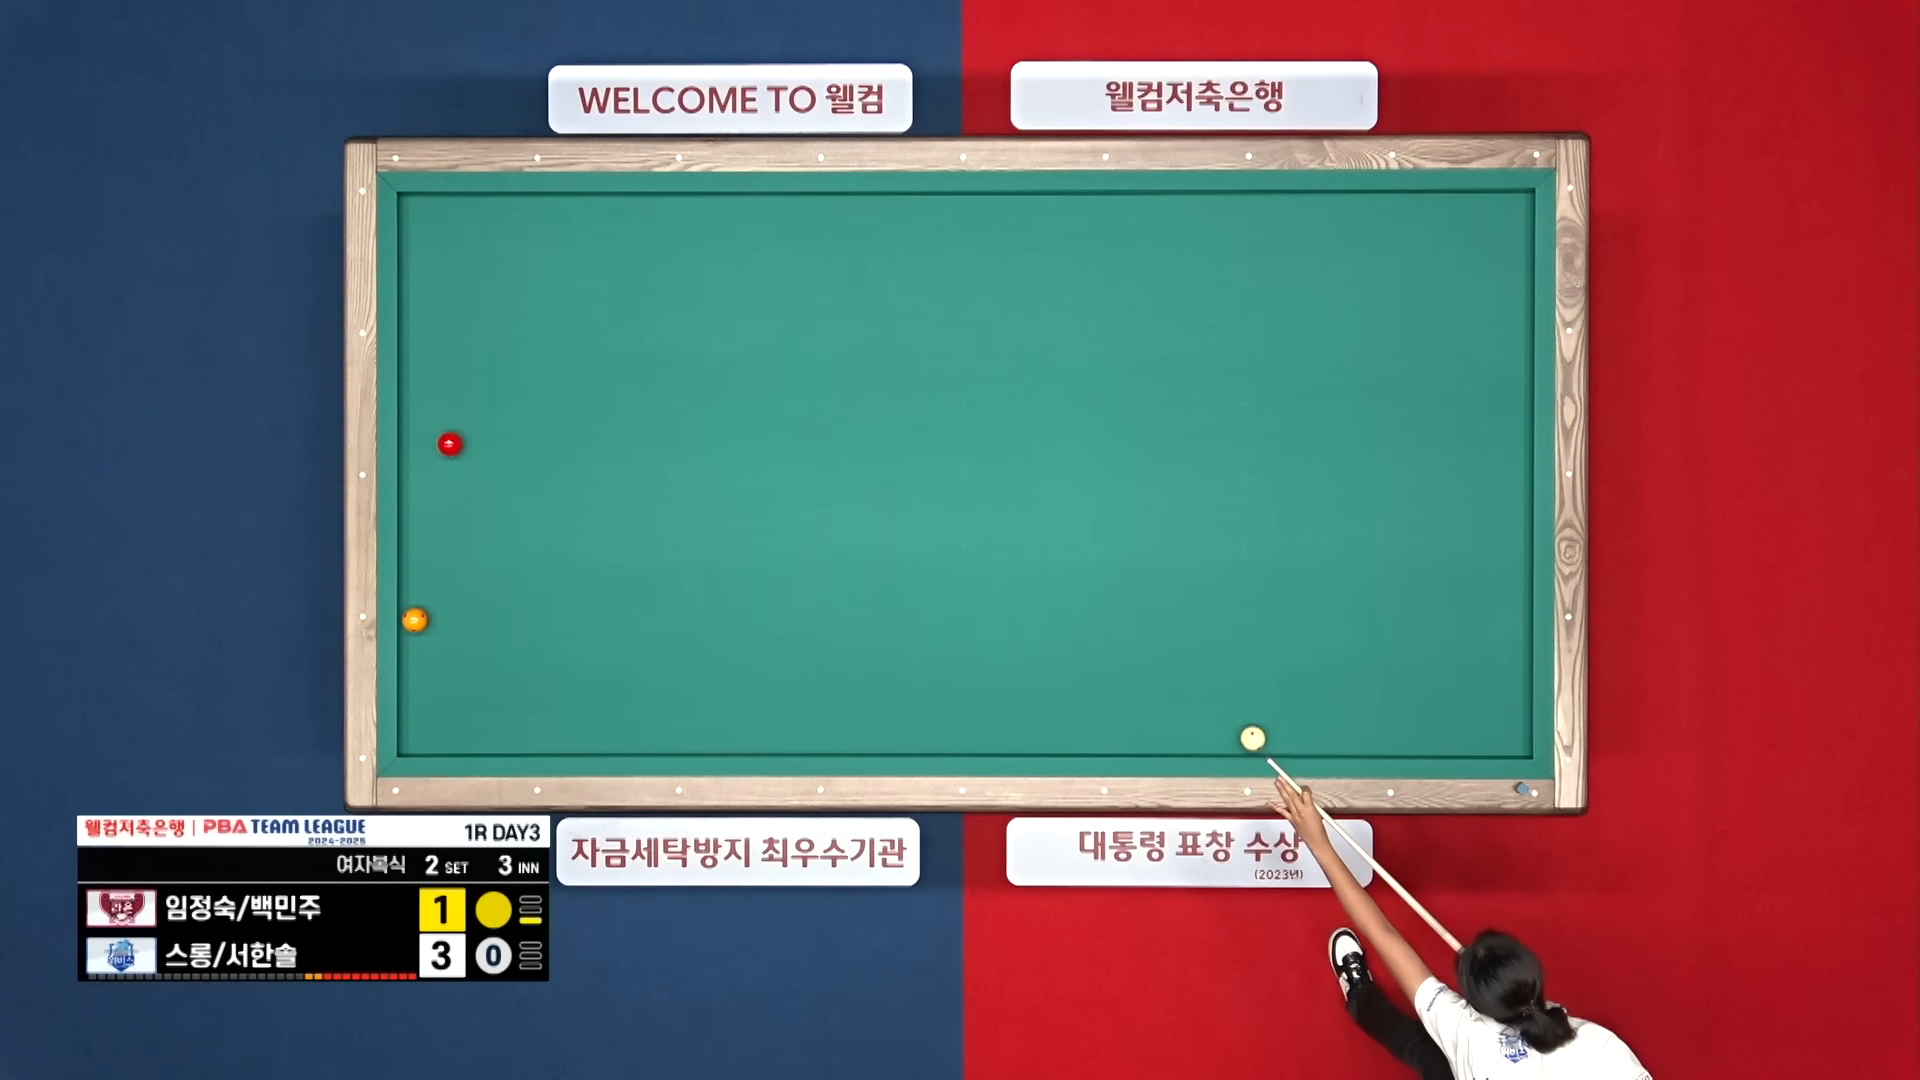 WELCOME TO 웰컴
웰컴저축은행
웰컴저축은행 | PBA TEAM LEAGUE
2024-2025
1R DAY3
여자복식 2 SET 3 INN
임정숙/백민주 1
스롱/서한솔 3 0
자금세탁방지 최우수기관
대통령 표창 수상
(2023년)